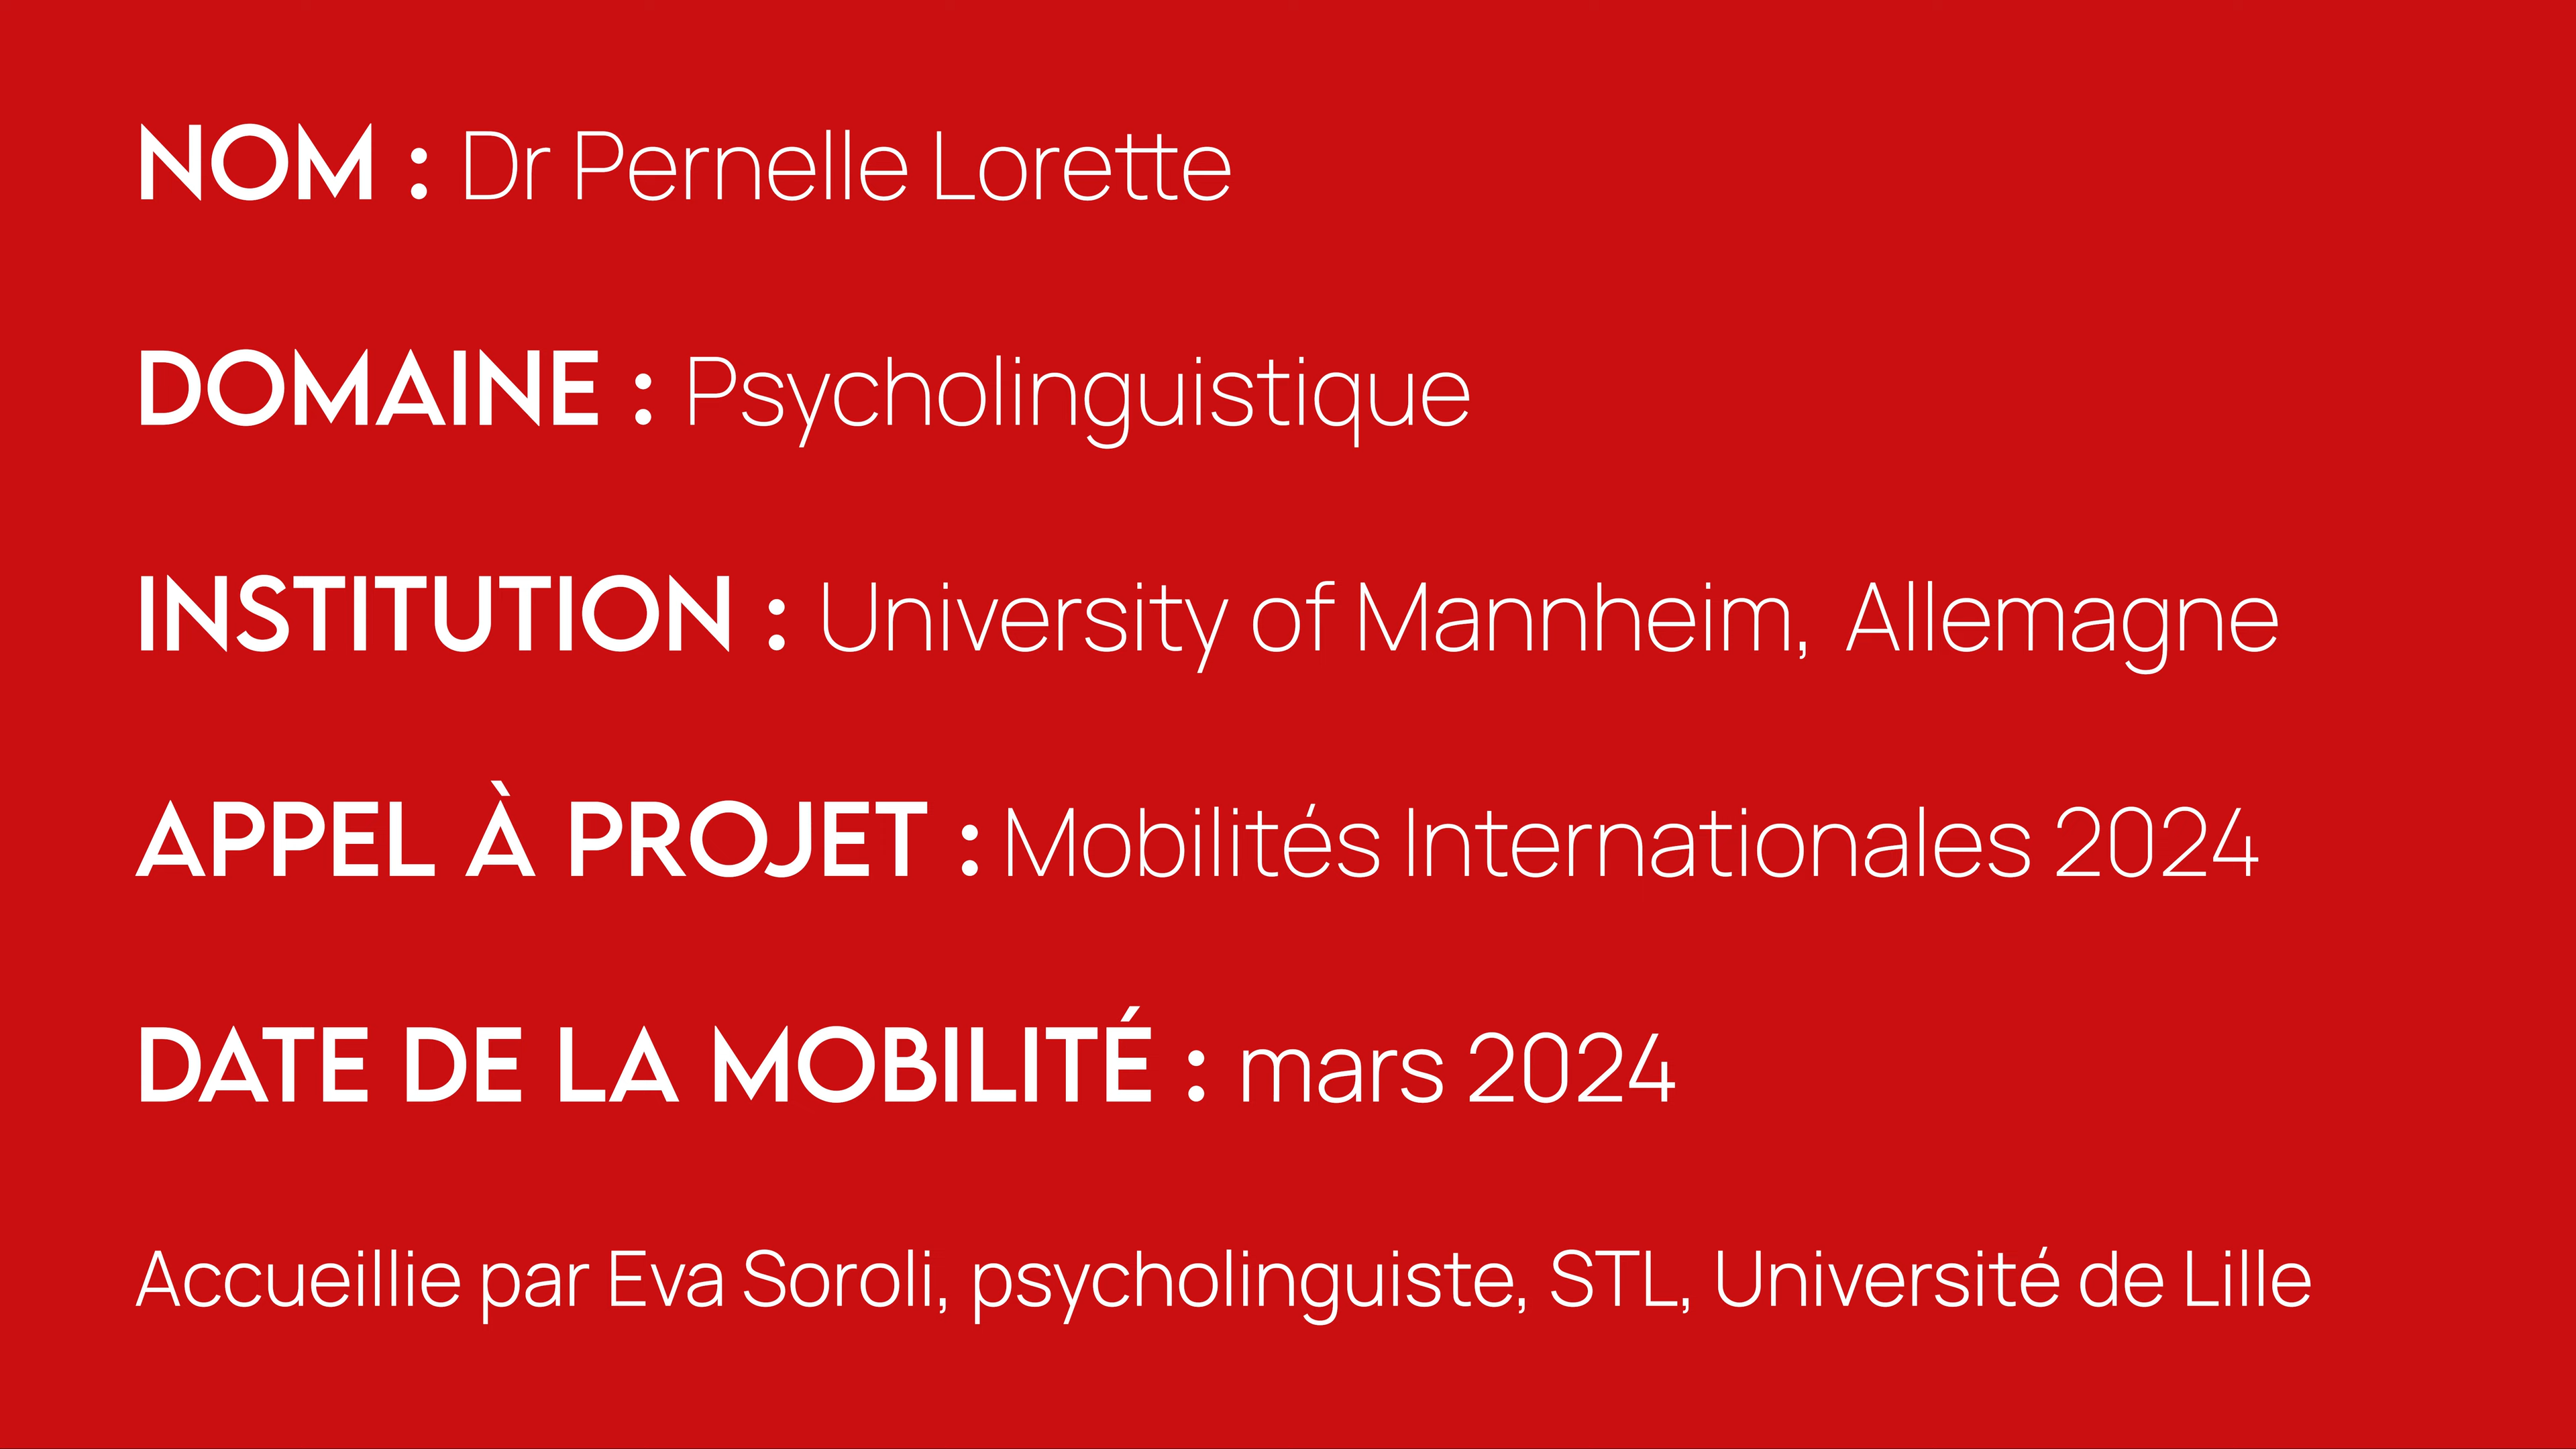 NOM : Dr Pernelle Lorette
DOMAINE : Psycholinguistique
INSTITUTION : University of Mannheim, Allemagne
APPEL À PROJET : Mobilités Internationales 2024
DATE DE LA MOBILITÉ : mars 2024
Accueillie par Eva Soroli, psycholinguiste, STL, Université de Lille